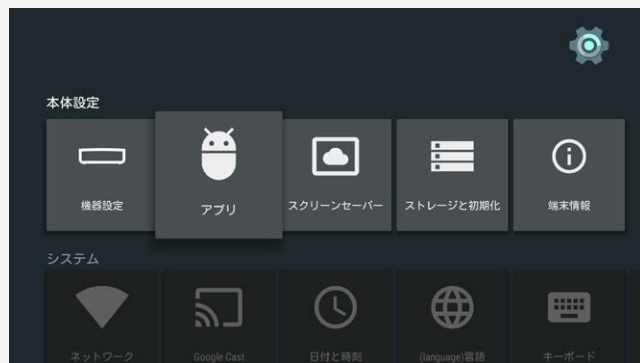 本体設定
機器設定
アプリ
スクリーンセーバー
ストレージと初期化
端末情報
システム
ネットワーク
Google Cast
日付と時刻
(language)言語
キーボード